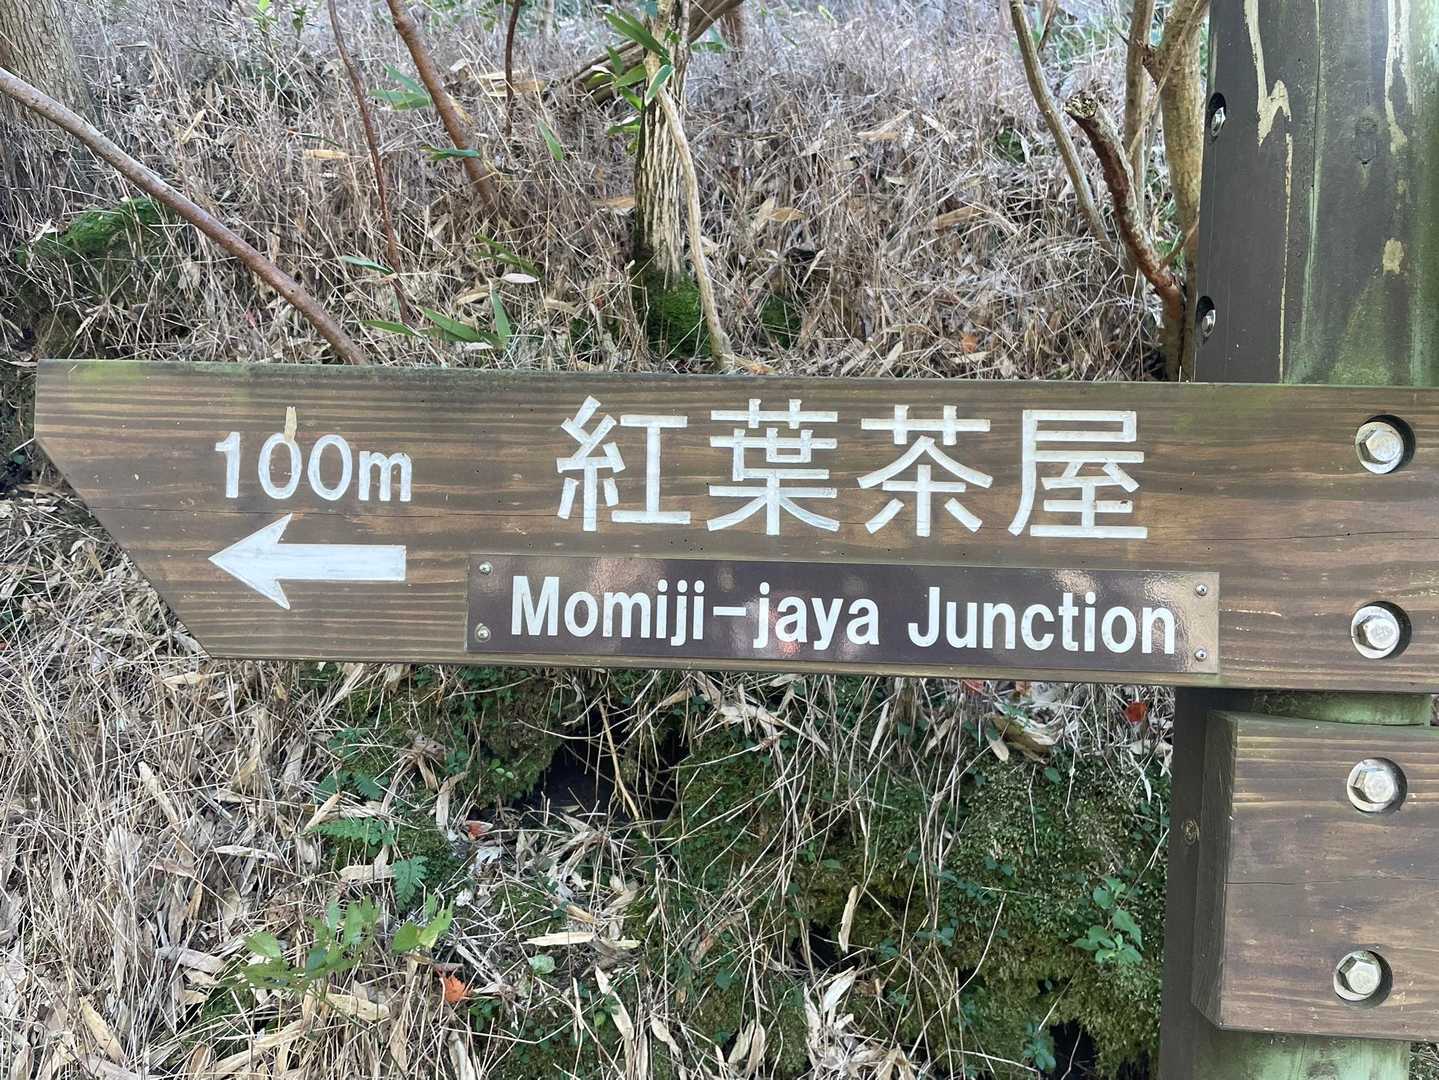 100m
紅葉茶屋
Momiji-jaya Junction